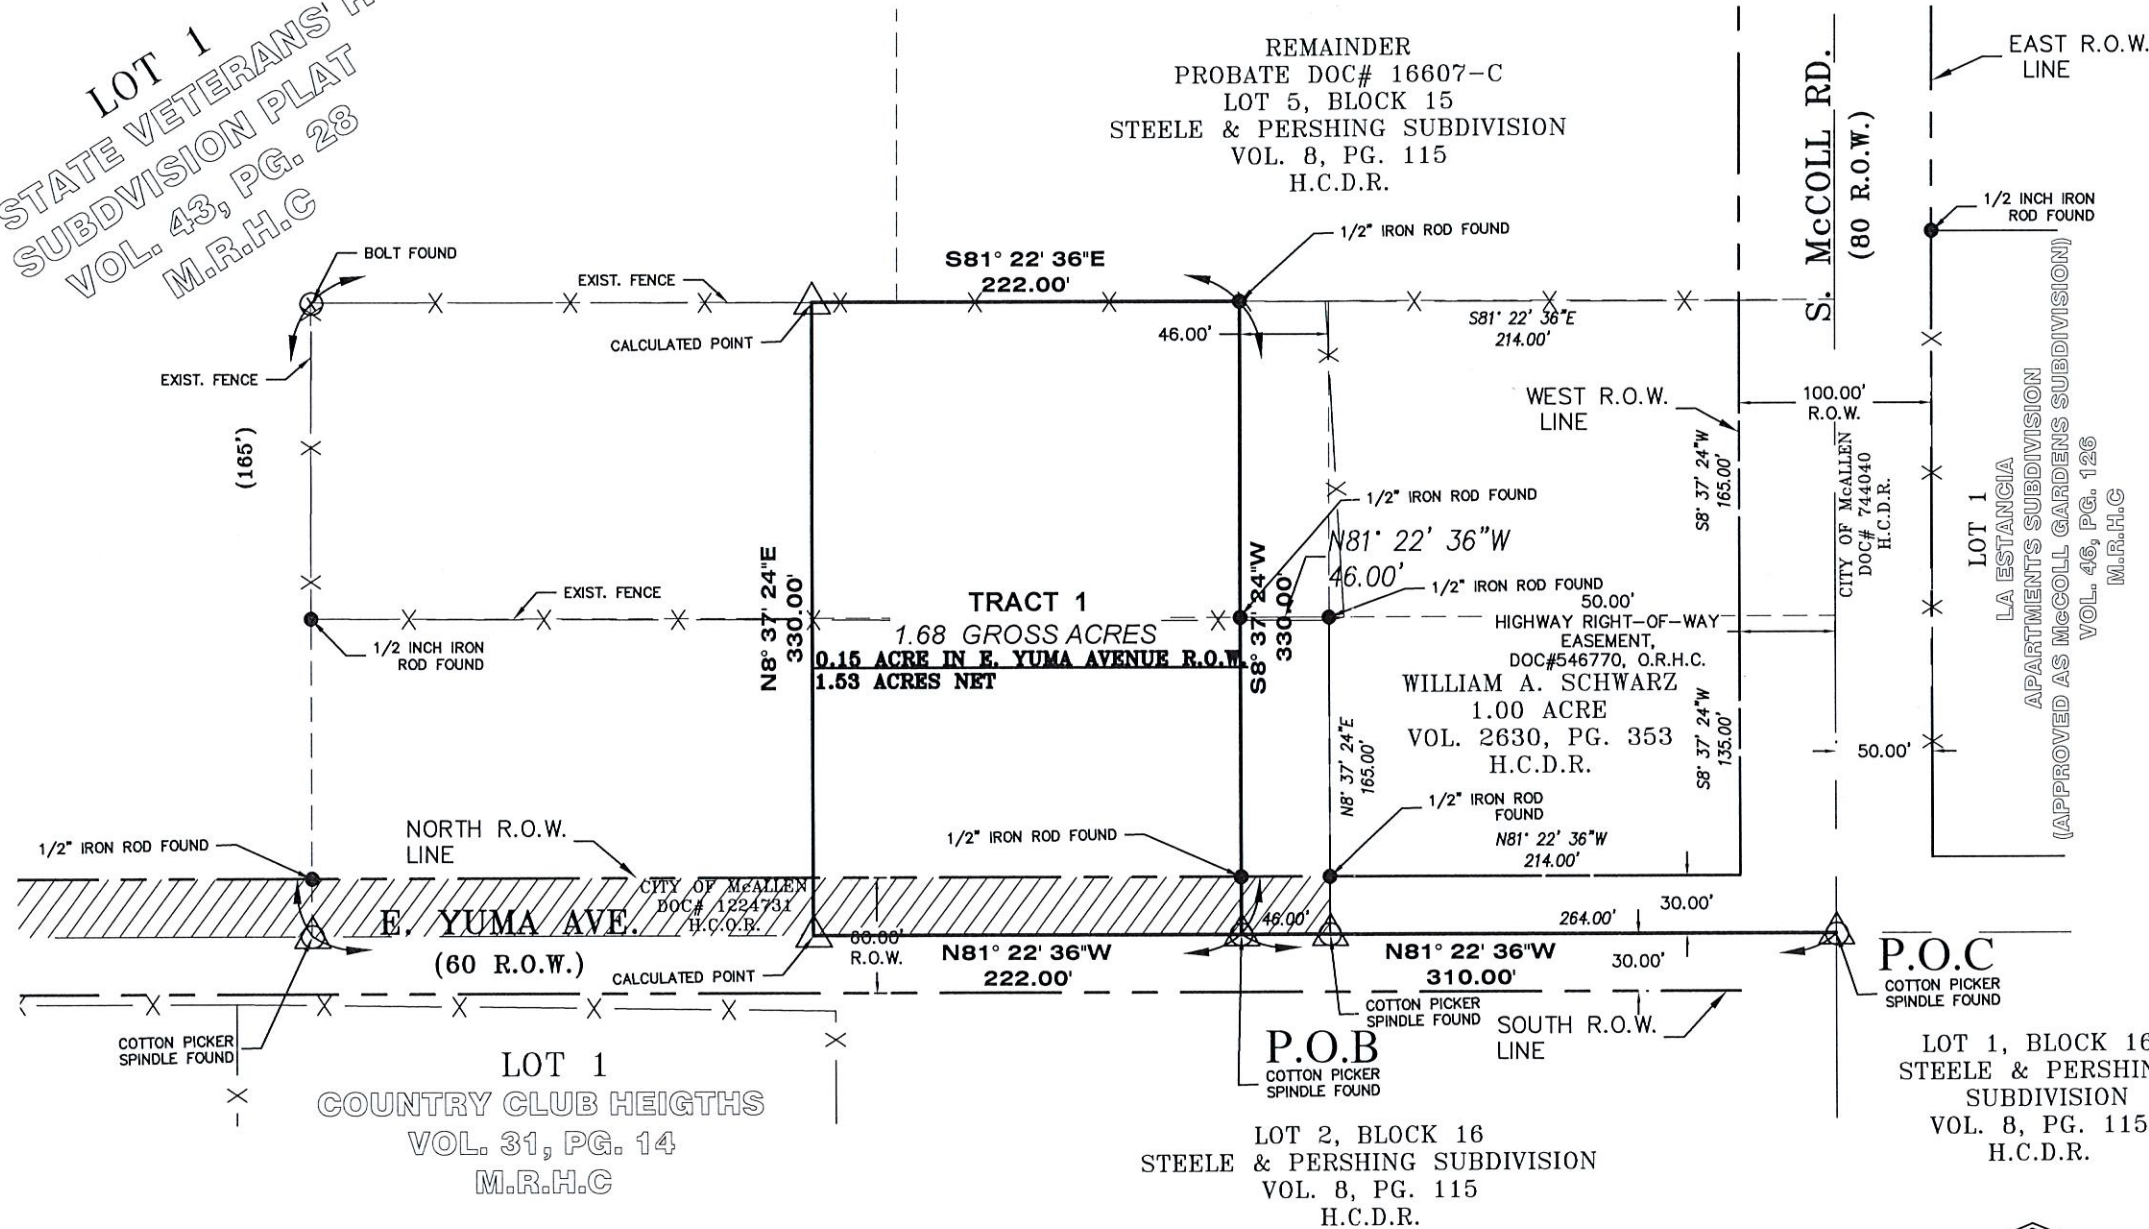 LOT 1
STATE VETERANS'
SUBDVISION PLAT
VOL. 43, PG. 28
M.R.H.C
REMAINDER
PROBATE DOC# 16607-C
LOT 5, BLOCK 15
STEELE & PERSHING SUBDIVISION
VOL. 8, PG. 115
H.C.D.R.
S. McCOLL RD.
(80 R.O.W.)
EAST R.O.W.
LINE
1/2 INCH IRON
ROD FOUND
BOLT FOUND
EXIST. FENCE
S81° 22' 36"E
222.00'
1/2" IRON ROD FOUND
CALCULATED POINT
46.00'
S81° 22' 36"E
214.00'
EXIST. FENCE
(165')
WEST R.O.W.
LINE
100.00'
R.O.W.
S8° 37' 24"W
165.00'
CITY OF McALLEN
DOC# 744040
H.C.D.R.
LOT 1
LA ESTANCIA
APARTMENTS SUBDIVISION
(APPROVED AS McCOLL GARDENS SUBDIVISION)
VOL. 46, PG. 126
M.R.H.C
1/2" IRON ROD FOUND
N81° 22' 36"W
46.00'
N8° 37' 24"E
330.00'
S8° 37' 24"W
330.00'
EXIST. FENCE
1/2 INCH IRON
ROD FOUND
TRACT 1
1.68 GROSS ACRES
0.15 ACRE IN E. YUMA AVENUE R.O.W.
1.53 ACRES NET
1/2" IRON ROD FOUND
50.00'
HIGHWAY RIGHT-OF-WAY
EASEMENT,
DOC#546770, O.R.H.C.
WILLIAM A. SCHWARZ
1.00 ACRE
VOL. 2630, PG. 353
H.C.D.R.
S8° 37' 24"W
135.00'
50.00'
N8° 37' 24"E
165.00'
1/2" IRON ROD
FOUND
N81° 22' 36"W
214.00'
1/2" IRON ROD FOUND
NORTH R.O.W.
LINE
1/2" IRON ROD FOUND
CITY OF McALLEN
DOC# 1224731
H.C.O.R.
E. YUMA AVE.
(60 R.O.W.)
CALCULATED POINT
60.00'
R.O.W.
N81° 22' 36"W
222.00'
46.00'
264.00'
30.00'
N81° 22' 36"W
310.00'
30.00'
P.O.C
COTTON PICKER
SPINDLE FOUND
COTTON PICKER
SPINDLE FOUND
SOUTH R.O.W.
LINE
P.O.B
COTTON PICKER
SPINDLE FOUND
COTTON PICKER
SPINDLE FOUND
LOT 1
COUNTRY CLUB HEIGTHS
VOL. 31, PG. 14
M.R.H.C
LOT 2, BLOCK 16
STEELE & PERSHING SUBDIVISION
VOL. 8, PG. 115
H.C.D.R.
LOT 1, BLOCK 16
STEELE & PERSHIN
SUBDIVISION
VOL. 8, PG. 115
H.C.D.R.